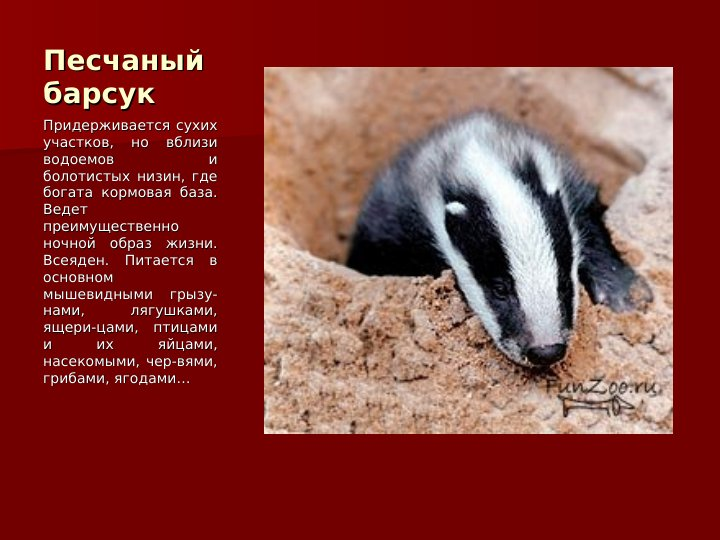 Песчаный
барсук
Придерживается сухих
участков, но вблизи
водоемов и
болотистых низин, где
богата кормовая база.
Ведет
преимущественно
ночной образ жизни.
Всеяден. Питается в
основном
мышевидными грызу-
нами, лягушками,
ящери-цами, птицами
и их яйцами,
насекомыми, чер-вями,
грибами, ягодами…
FunZoo.ru